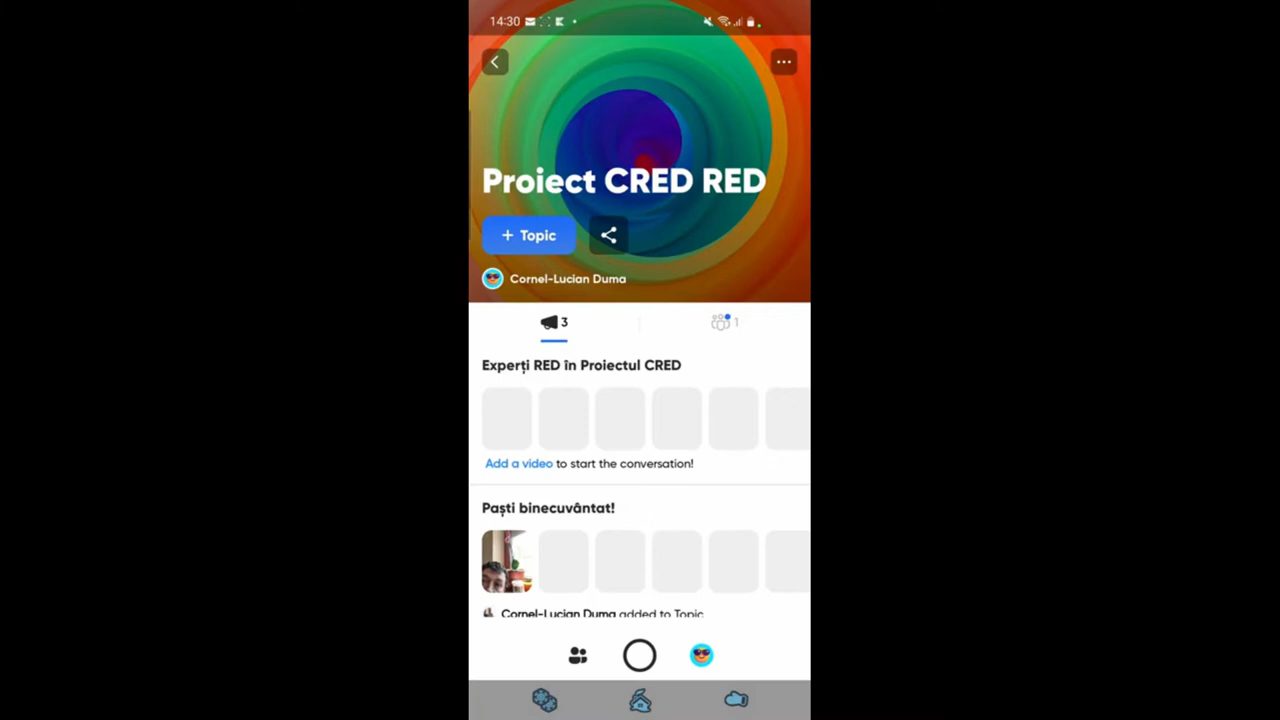 14:30
Proiect CRED RED
+ Topic
Cornel-Lucian Duma
3
1
Experți RED în Proiectul CRED
Add a video to start the conversation!
Paști binecuvântat!
Cornel-Lucian Duma added to Topic